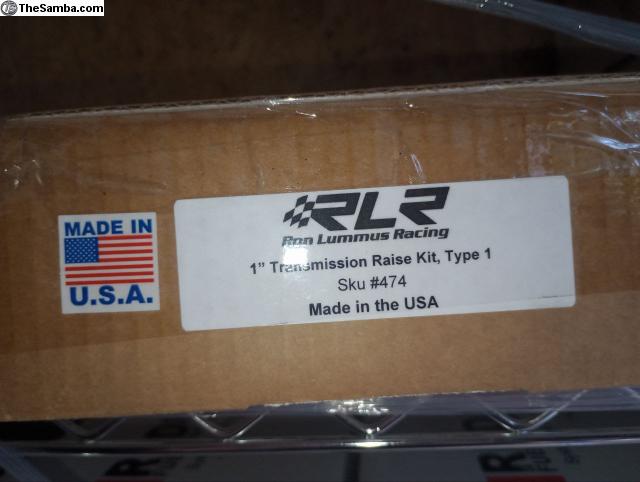 TheSamba.com
MADE IN
U.S.A.
RLR
Ron Lummus Racing
1” Transmission Raise Kit, Type 1
Sku #474
Made in the USA